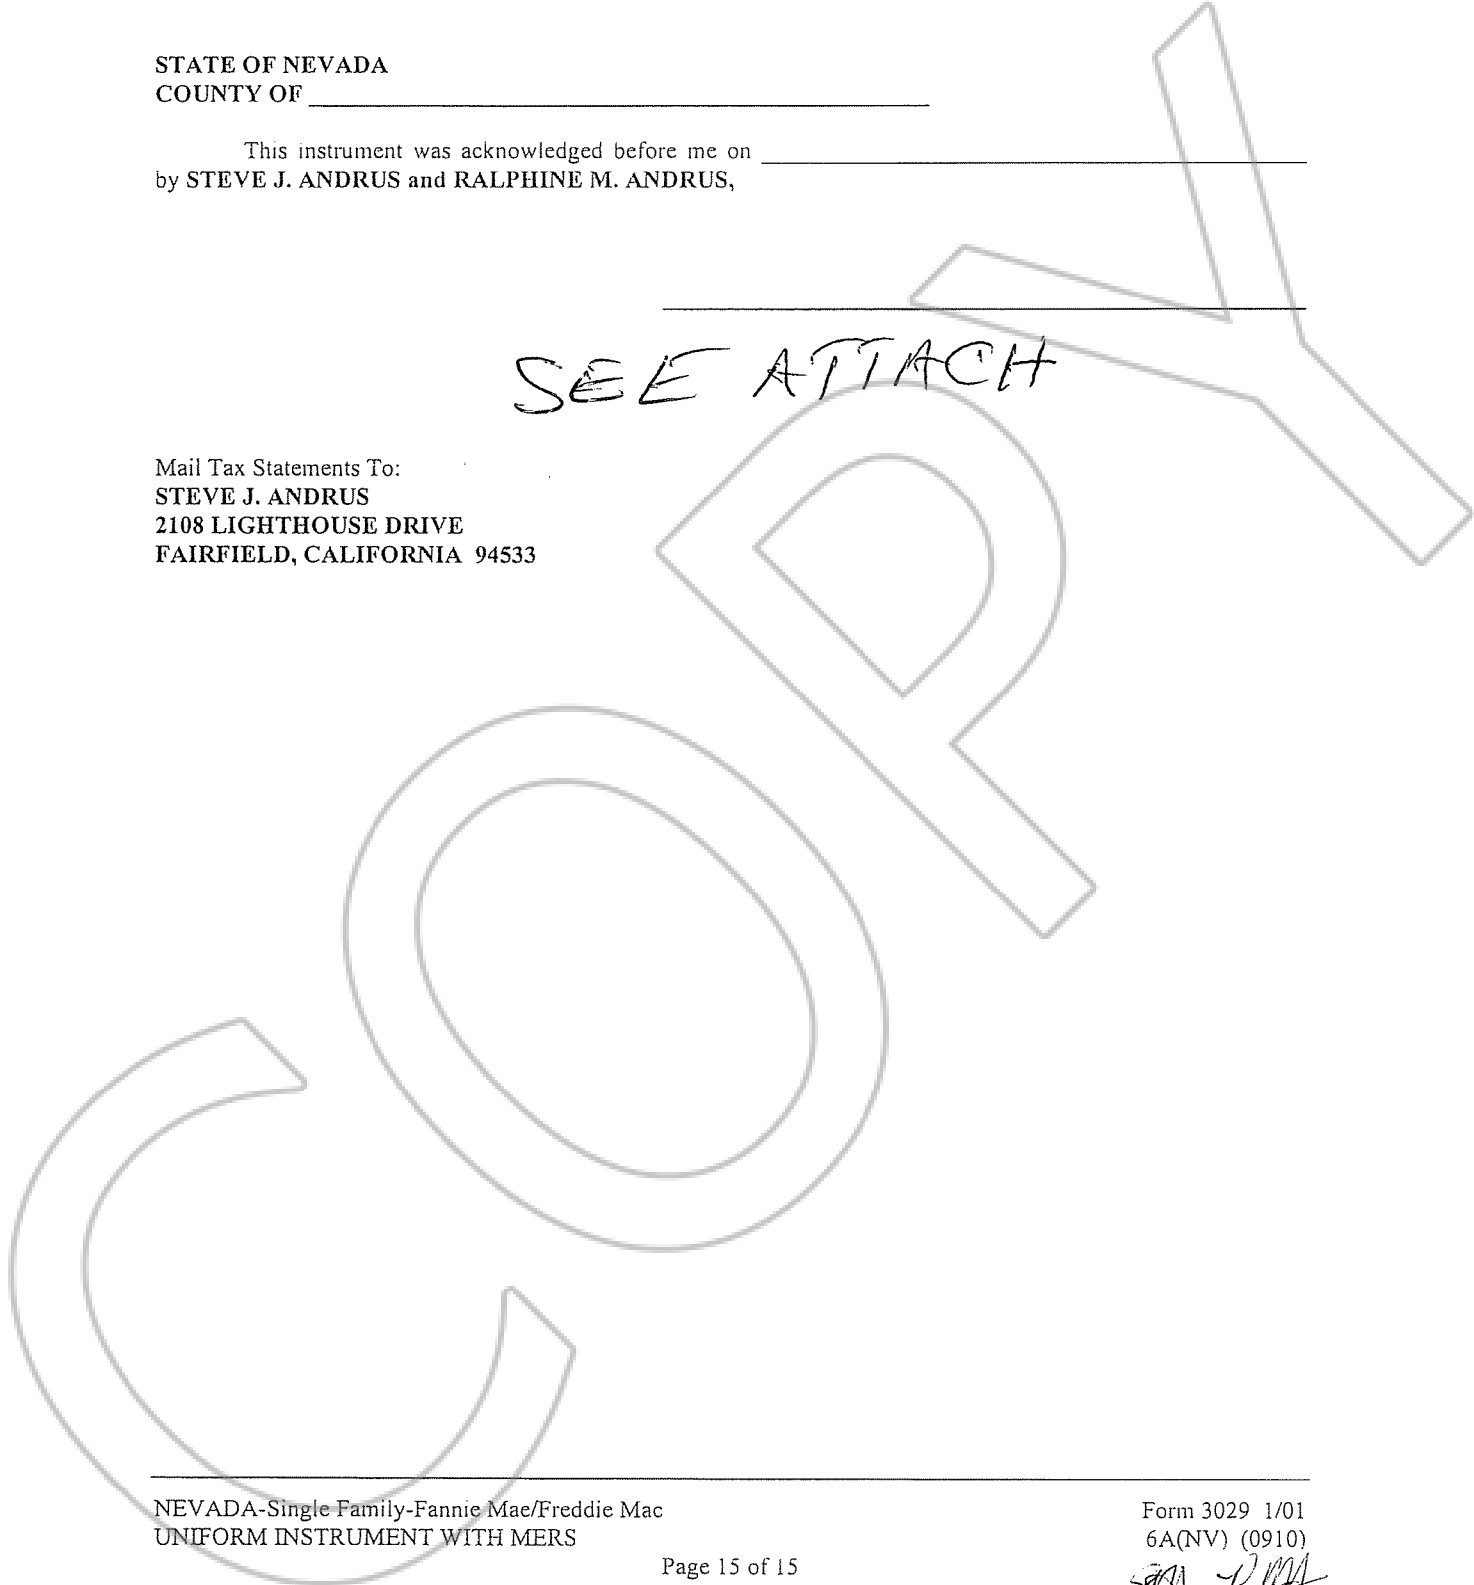 STATE OF NEVADA
COUNTY OF
This instrument was acknowledged before me on
by STEVE J. ANDRUS and RALPHINE M. ANDRUS,
SEE ATTACH
Mail Tax Statements To:
STEVE J. ANDRUS
2108 LIGHTHOUSE DRIVE
FAIRFIELD, CALIFORNIA 94533
COPY
NEVADA-Single Family-Fannie Mae/Freddie Mac
UNIFORM INSTRUMENT WITH MERS
Form 3029 1/01
6A(NV) (0910)
Page 15 of 15